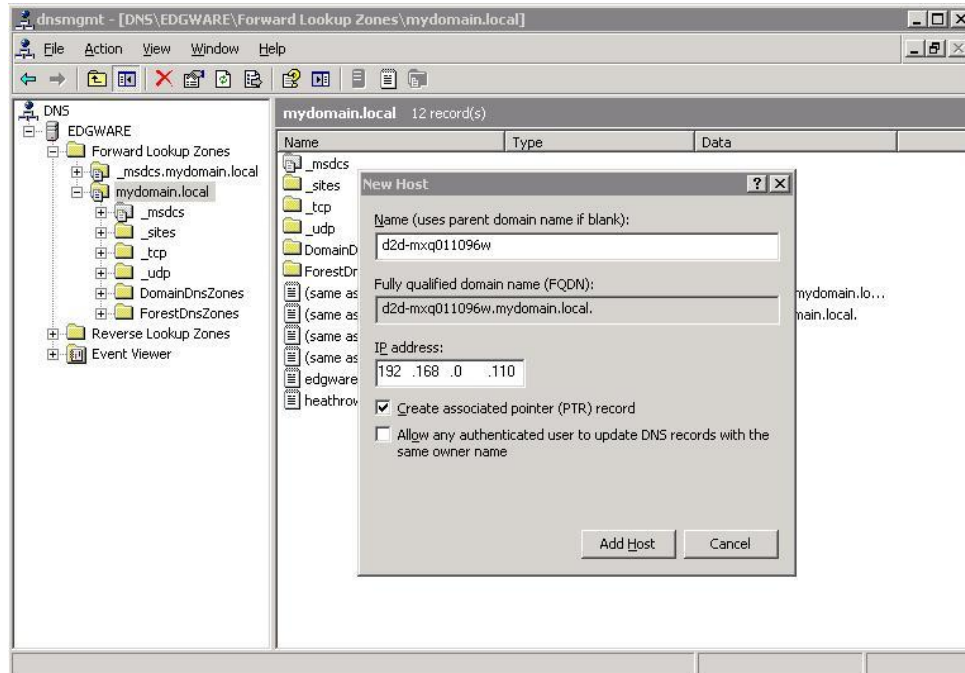 dnsmgmt - [DNS\EDGWARE\Forward Lookup Zones\mydomain.local]
File Action View Window Help
DNS
EDGWARE
Forward Lookup Zones
_msdcs.mydomain.local
mydomain.local
_msdcs
_sites
_tcp
_udp
DomainDnsZones
ForestDnsZones
Reverse Lookup Zones
Event Viewer
mydomain.local 12 record(s)
Name Type Data
_msdcs
_sites
_tcp
_udp
DomainD
ForestDn
(same as
(same as
(same as
(same as
edgware
heathrow
mydomain.lo...
main.local.
New Host
Name (uses parent domain name if blank):
d2d-mxq011096w
Fully qualified domain name (FQDN):
d2d-mxq011096w.mydomain.local.
IP address:
192 .168 .0 .110
Create associated pointer (PTR) record
Allow any authenticated user to update DNS records with the
same owner name
Add Host Cancel